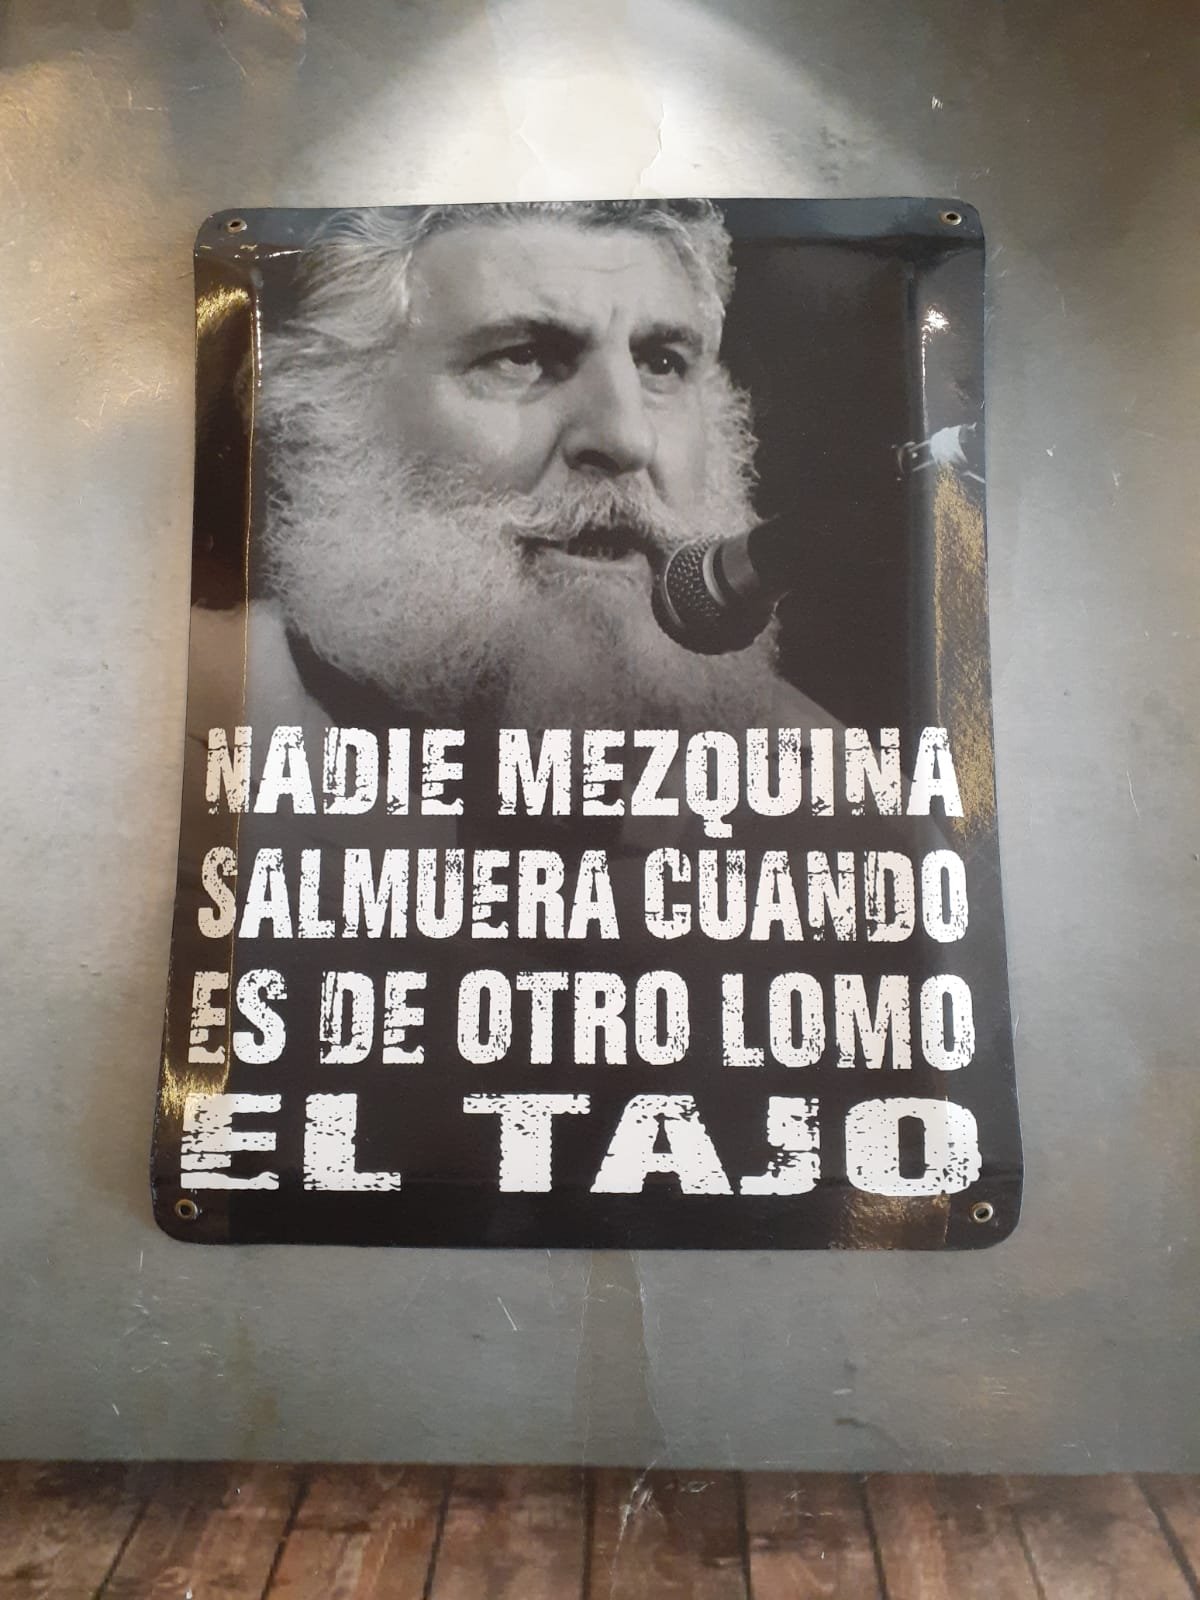 NADIE MEZQUINA
SALMUERA CUANDO
ES DE OTRO LOMO
EL TAJO